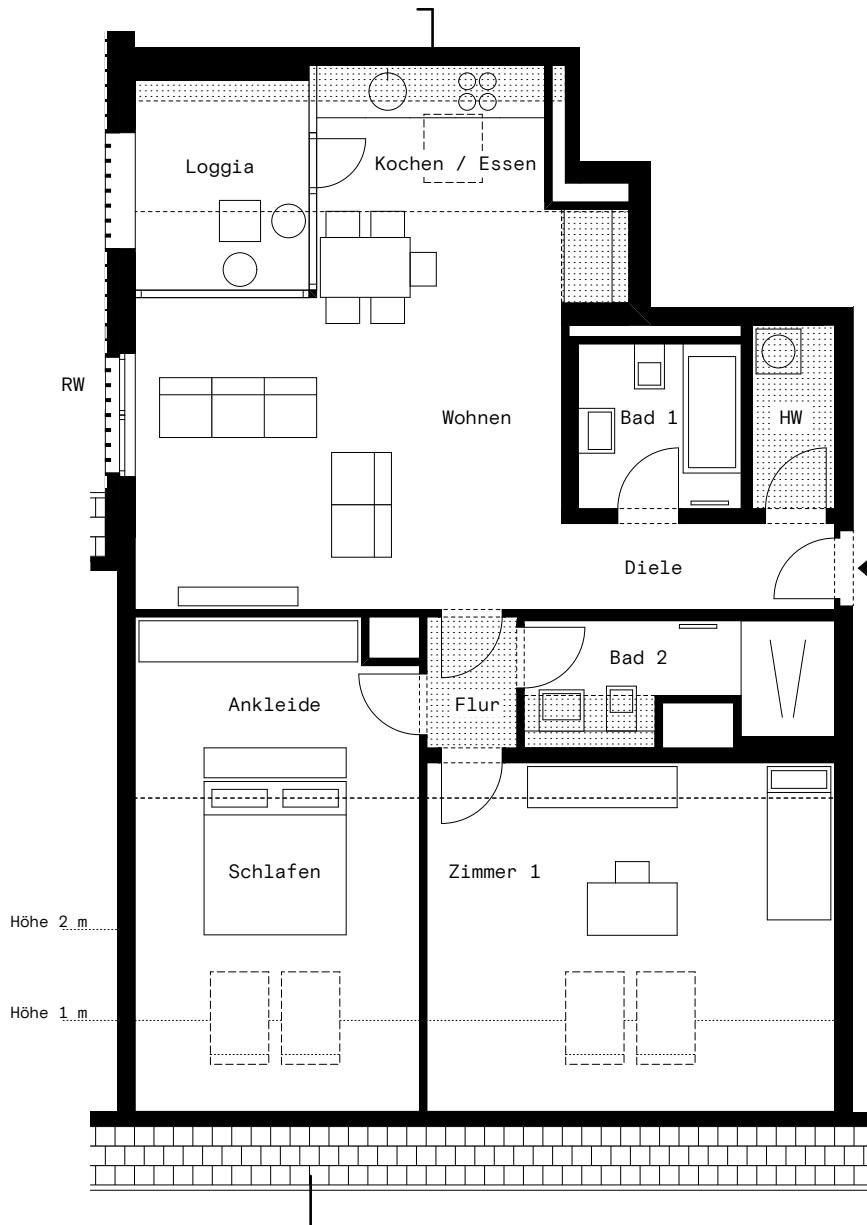 Loggia
Kochen / Essen
RW
Wohnen
Bad 1
HW
Diele
Bad 2
Ankleide
Flur
Schlafen
Zimmer 1
Höhe 2 m
Höhe 1 m